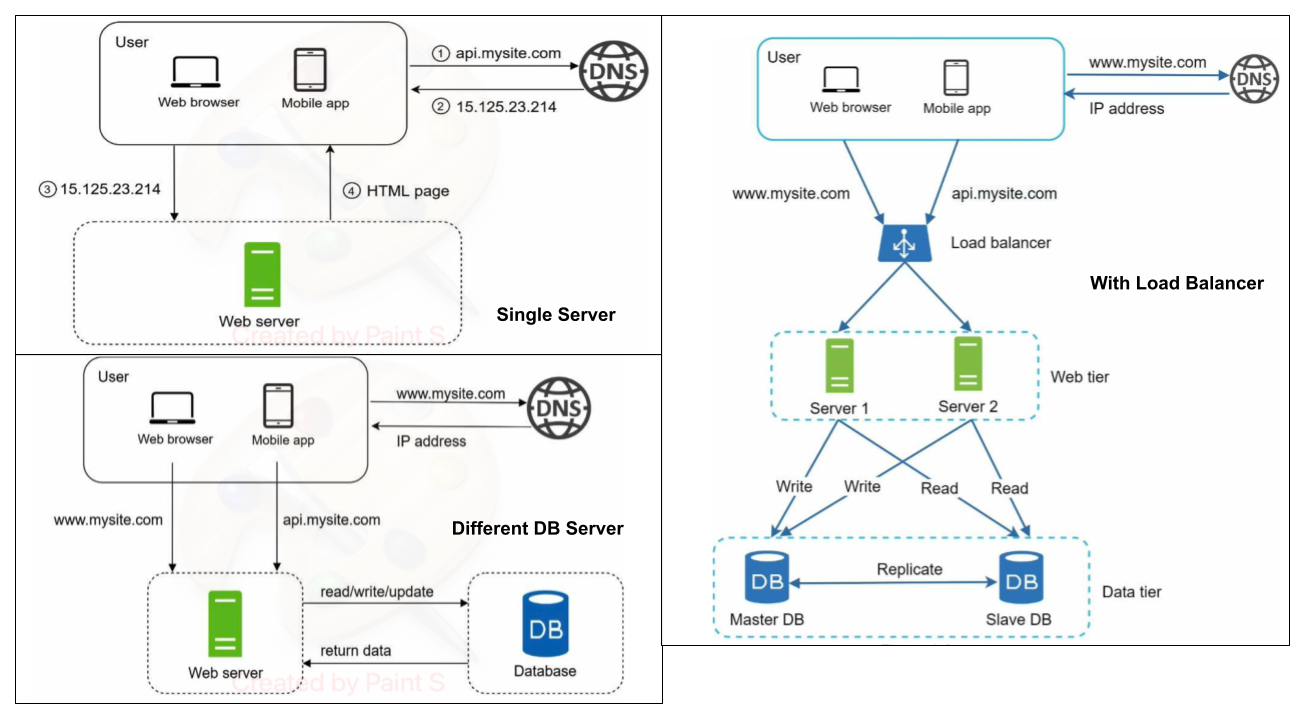 User
Web browser
Mobile app
① api.mysite.com
DNS
② 15.125.23.214
③ 15.125.23.214
④ HTML page
Web server
Single Server
Created by Paint S
User
Web browser
Mobile app
www.mysite.com
DNS
IP address
www.mysite.com
api.mysite.com
Different DB Server
read/write/update
DB
return data
Web server
Database
Created by Paint S
User
Web browser
Mobile app
www.mysite.com
DNS
IP address
www.mysite.com
api.mysite.com
Load balancer
With Load Balancer
Server 1
Server 2
Web tier
Write
Write
Read
Read
DB
Replicate
DB
Master DB
Slave DB
Data tier